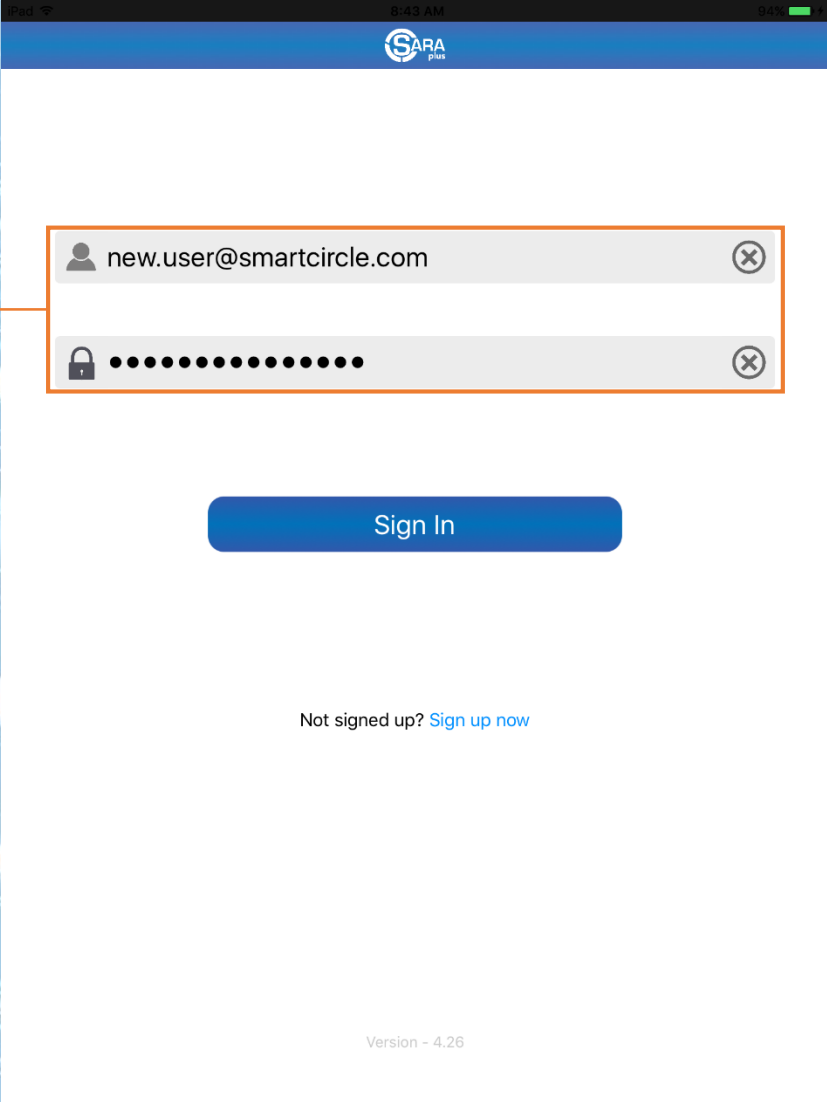 iPad 8:43 AM 94%
SARA
plus
new.user@smartcircle.com
●●●●●●●●●●●●●●●
Sign In
Not signed up? Sign up now
Version - 4.26